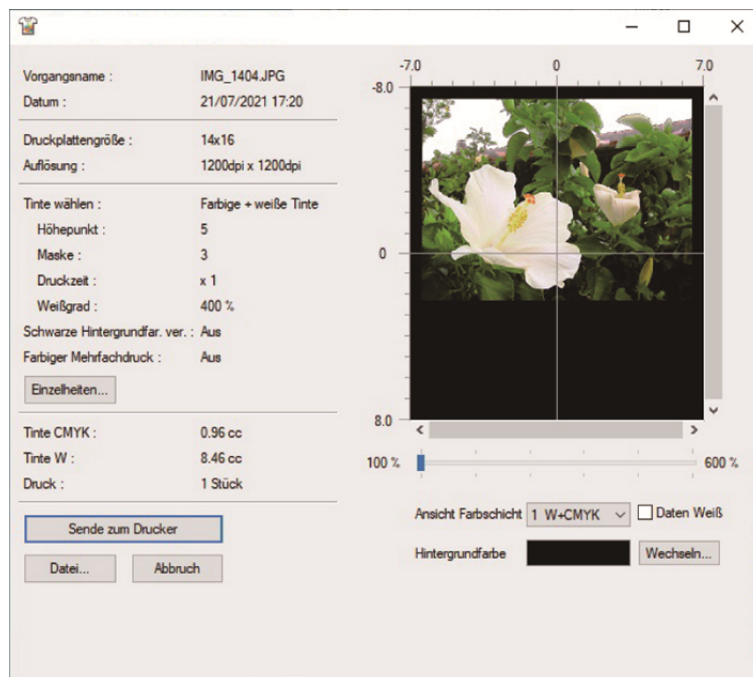 Vorgangsname : IMG_1404.JPG
Datum : 21/07/2021 17:20
Druckplattengröße : 14x16
Auflösung : 1200dpi x 1200dpi
Tinte wählen : Farbige + weiße Tinte
Höhepunkt : 5
Maske : 3
Druckzeit : x 1
Weißgrad : 400 %
Schwarze Hintergrundfar. ver. : Aus
Farbiger Mehrfachdruck : Aus
Einzelheiten...
Tinte CMYK : 0.96 cc
Tinte W : 8.46 cc
Druck : 1 Stück
Sende zum Drucker
Datei... Abbruch
-7.0 0 7.0
-8.0
0
8.0
100 % 600 %
Ansicht Farbschicht 1 W+CMYK Daten Weiß
Hintergrundfarbe Wechseln...